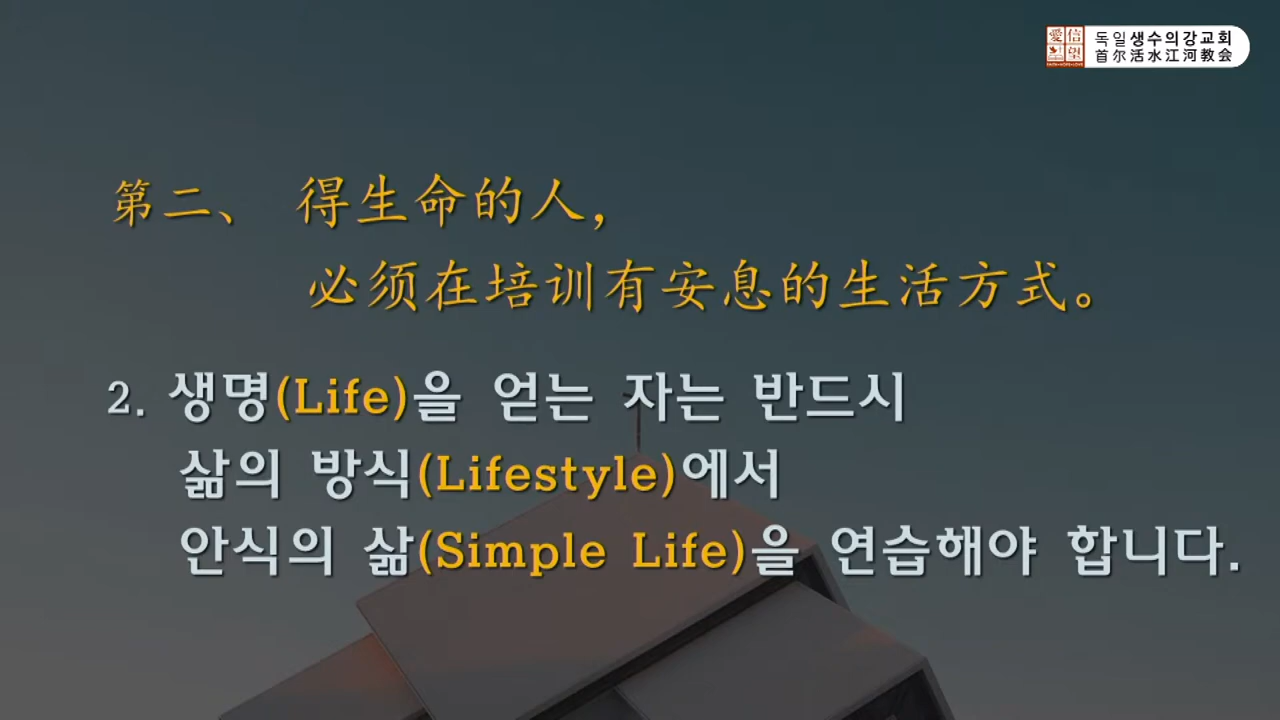 독일생수의강교회
首尔活水江河教会
第二、 得生命的人，
必须在培训有安息的生活方式。
2. 생명(Life)을 얻는 자는 반드시
삶의 방식(Lifestyle)에서
안식의 삶(Simple Life)을 연습해야 합니다.